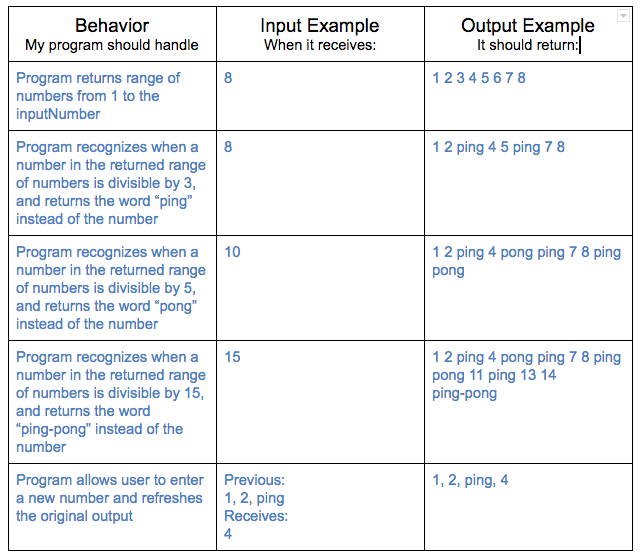 Behavior
My program should handle
Input Example
When it receives:
Output Example
It should return:
Program returns range of
numbers from 1 to the
inputNumber
8
1 2 3 4 5 6 7 8
Program recognizes when a
number in the returned range
of numbers is divisible by 3,
and returns the word “ping”
instead of the number
8
1 2 ping 4 5 ping 7 8
Program recognizes when a
number in the returned range
of numbers is divisible by 5,
and returns the word “pong”
instead of the number
10
1 2 ping 4 pong ping 7 8 ping
pong
Program recognizes when a
number in the returned range
of numbers is divisible by 15,
and returns the word
“ping-pong” instead of the
number
15
1 2 ping 4 pong ping 7 8 ping
pong 11 ping 13 14
ping-pong
Program allows user to enter
a new number and refreshes
the original output
Previous:
1, 2, ping
Receives:
4
1, 2, ping, 4